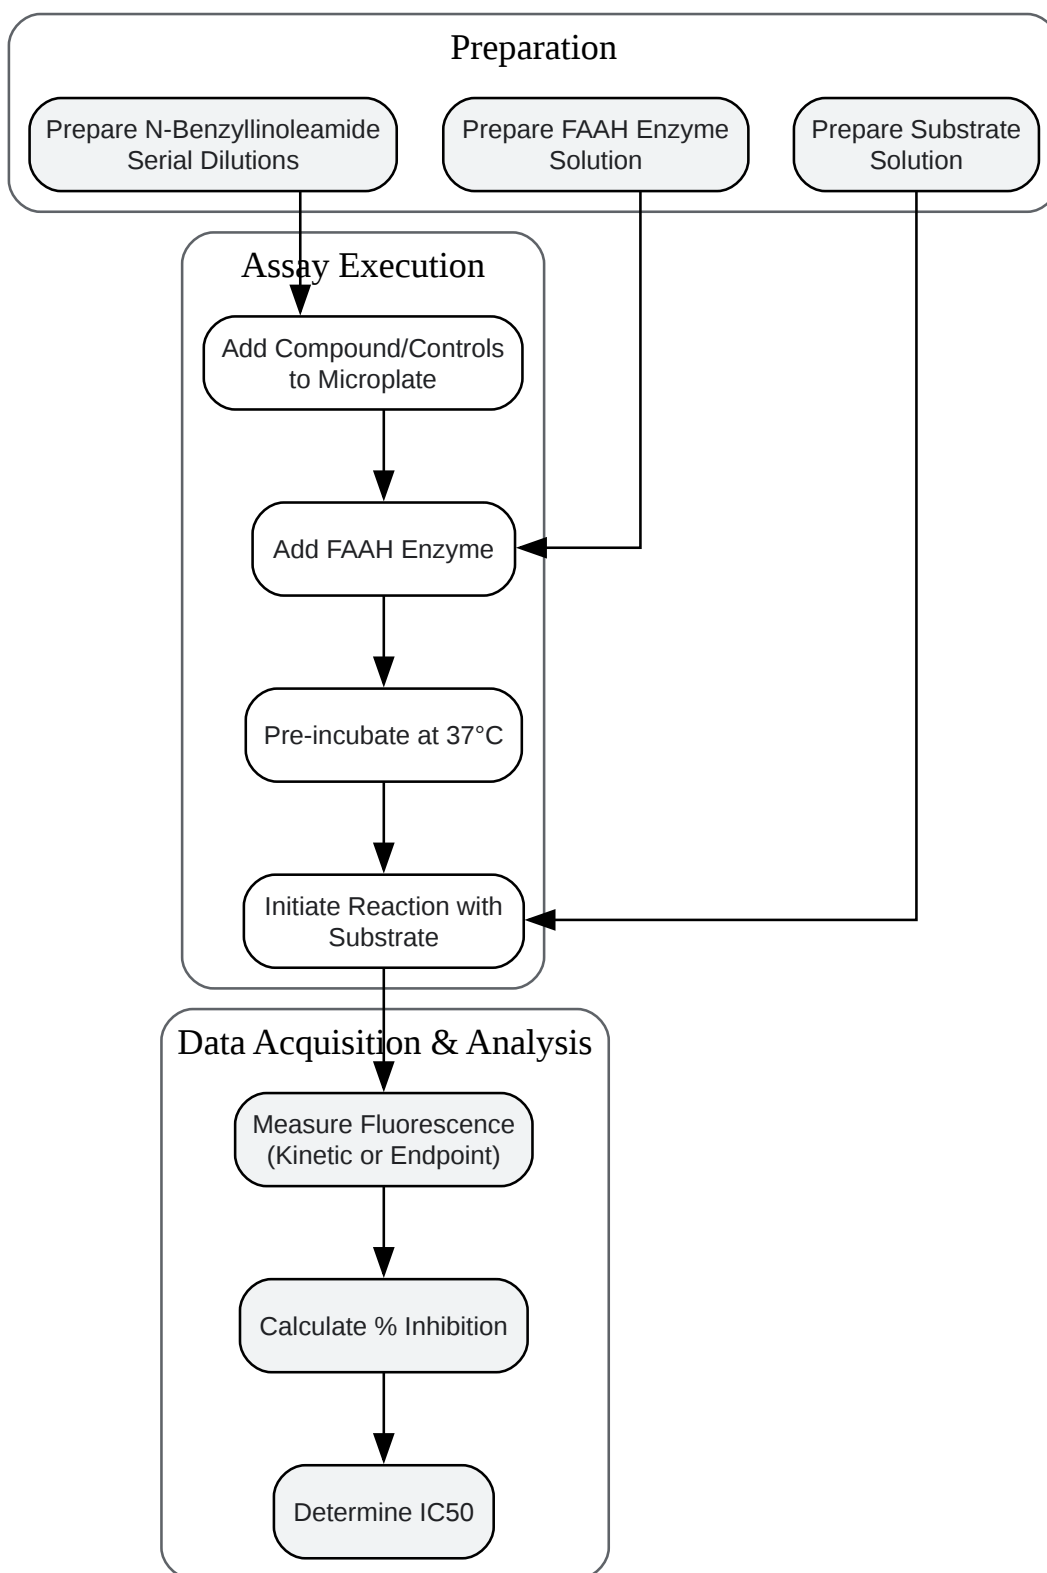 Preparation
Prepare N-Benzyllinoleamide
Serial Dilutions
Prepare FAAH Enzyme
Solution
Prepare Substrate
Solution
Assay Execution
Add Compound/Controls
to Microplate
Add FAAH Enzyme
Pre-incubate at 37°C
Initiate Reaction with
Substrate
Data Acquisition & Analysis
Measure Fluorescence
(Kinetic or Endpoint)
Calculate % Inhibition
Determine IC50